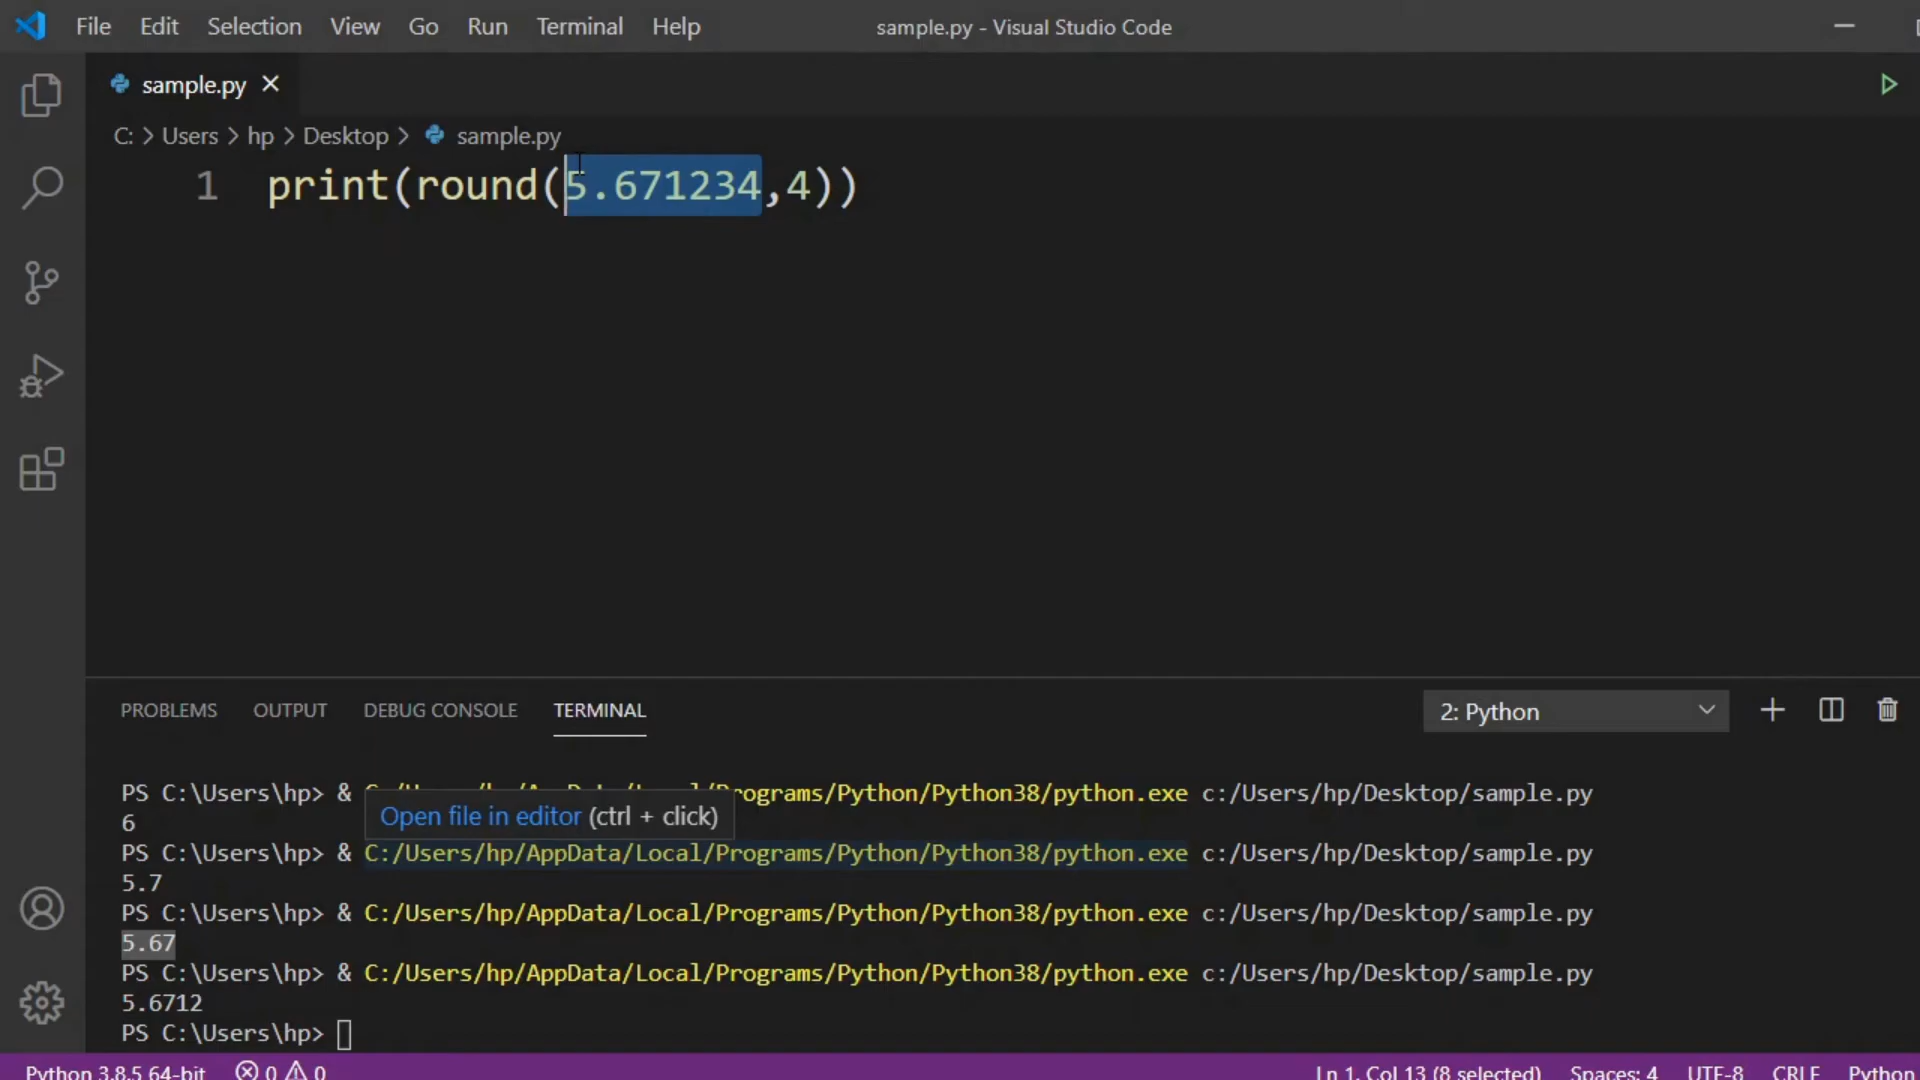 File Edit Selection View Go Run Terminal Help sample.py - Visual Studio Code
sample.py
C: > Users > hp > Desktop > sample.py
1 print(round(5.671234,4))
PROBLEMS OUTPUT DEBUG CONSOLE TERMINAL 2: Python
PS C:\Users\hp> & C:/Users/hp/AppData/Local/Programs/Python/Python38/python.exe c:/Users/hp/Desktop/sample.py
Open file in editor (ctrl + click)
6
PS C:\Users\hp> & C:/Users/hp/AppData/Local/Programs/Python/Python38/python.exe c:/Users/hp/Desktop/sample.py
5.7
PS C:\Users\hp> & C:/Users/hp/AppData/Local/Programs/Python/Python38/python.exe c:/Users/hp/Desktop/sample.py
5.67
PS C:\Users\hp> & C:/Users/hp/AppData/Local/Programs/Python/Python38/python.exe c:/Users/hp/Desktop/sample.py
5.6712
PS C:\Users\hp>
Python 3.8.5 64-bit 0 0 Ln 1, Col 13 (8 selected) Spaces: 4 UTF-8 CRLF Python